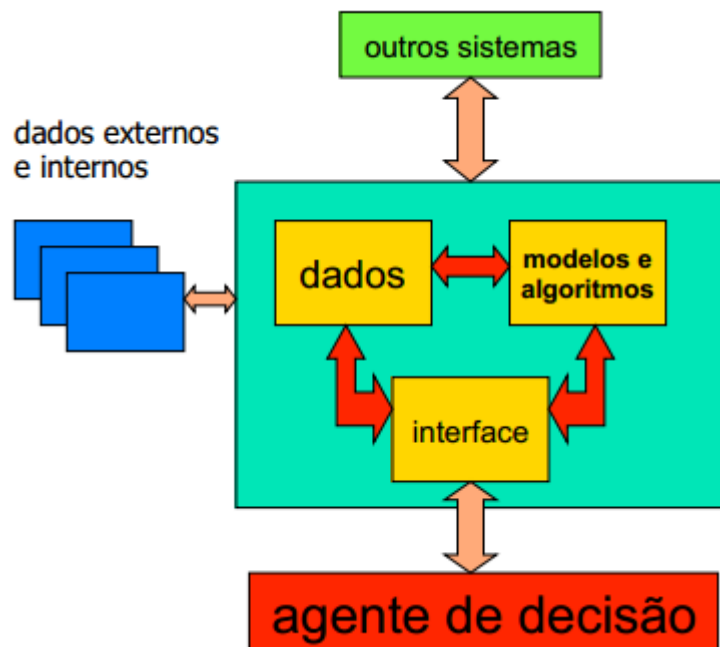 outros sistemas
dados externos
e internos
dados
modelos e
algoritmos
interface
agente de decisão